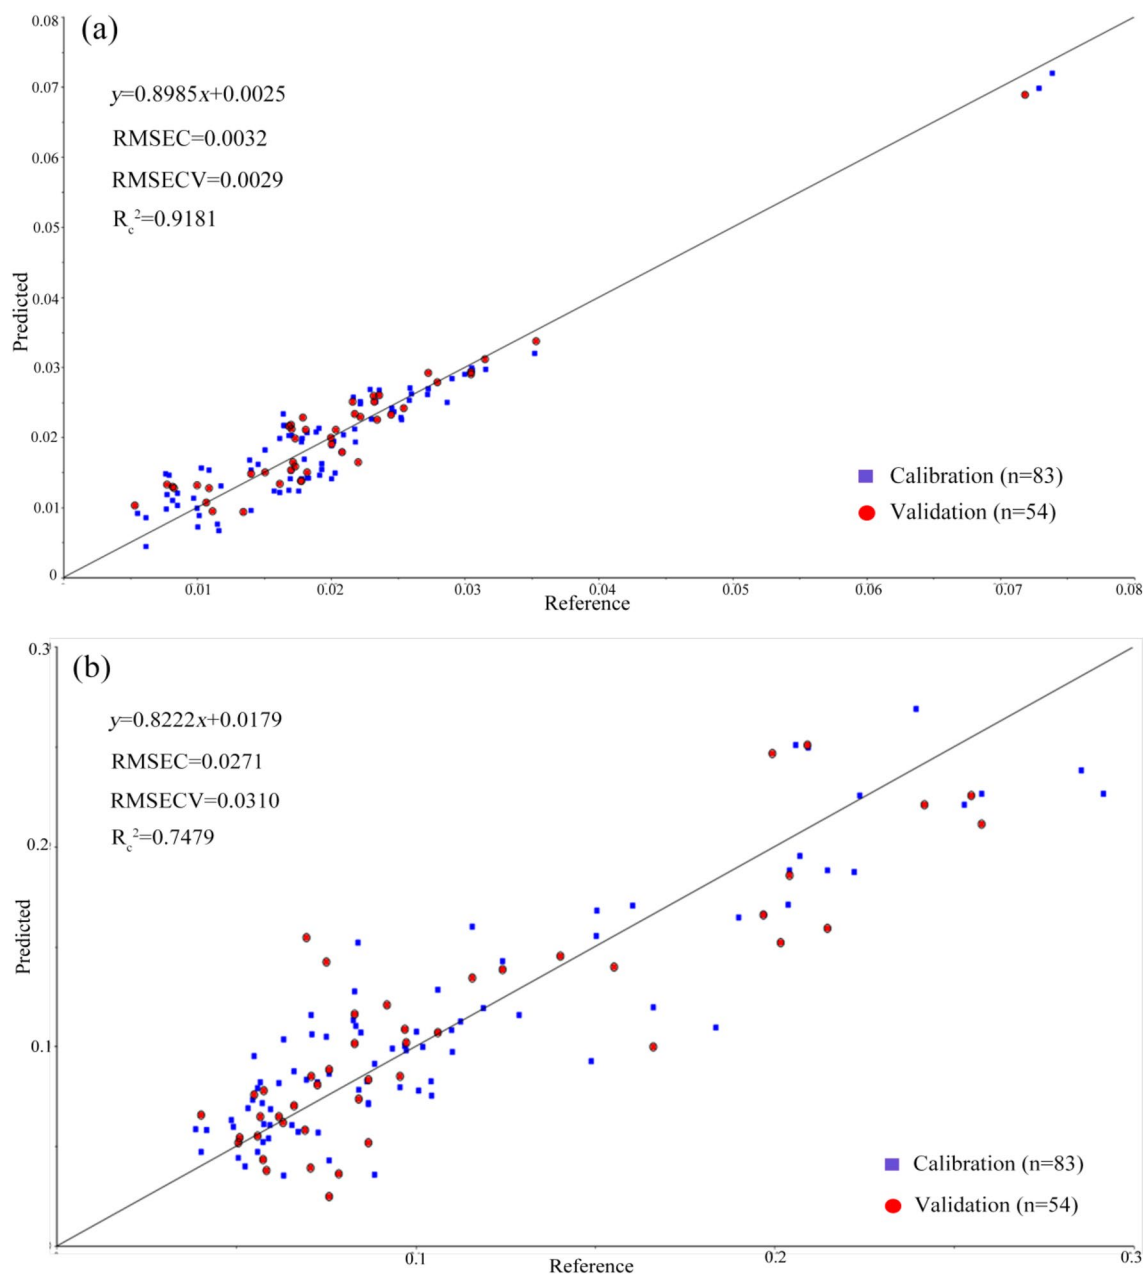 (a)
0.08
0.07
0.06
0.05
0.04
0.03
0.02
0.01
0
Predicted
y=0.8985x+0.0025
RMSEC=0.0032
RMSECV=0.0029
Rc²=0.9181
Calibration (n=83)
Validation (n=54)
0.01 0.02 0.03 0.04 0.05 0.06 0.07 0.08
Reference
(b)
0.3
0.2
0.1
Predicted
y=0.8222x+0.0179
RMSEC=0.0271
RMSECV=0.0310
Rc²=0.7479
Calibration (n=83)
Validation (n=54)
0.1 0.2 0.3
Reference